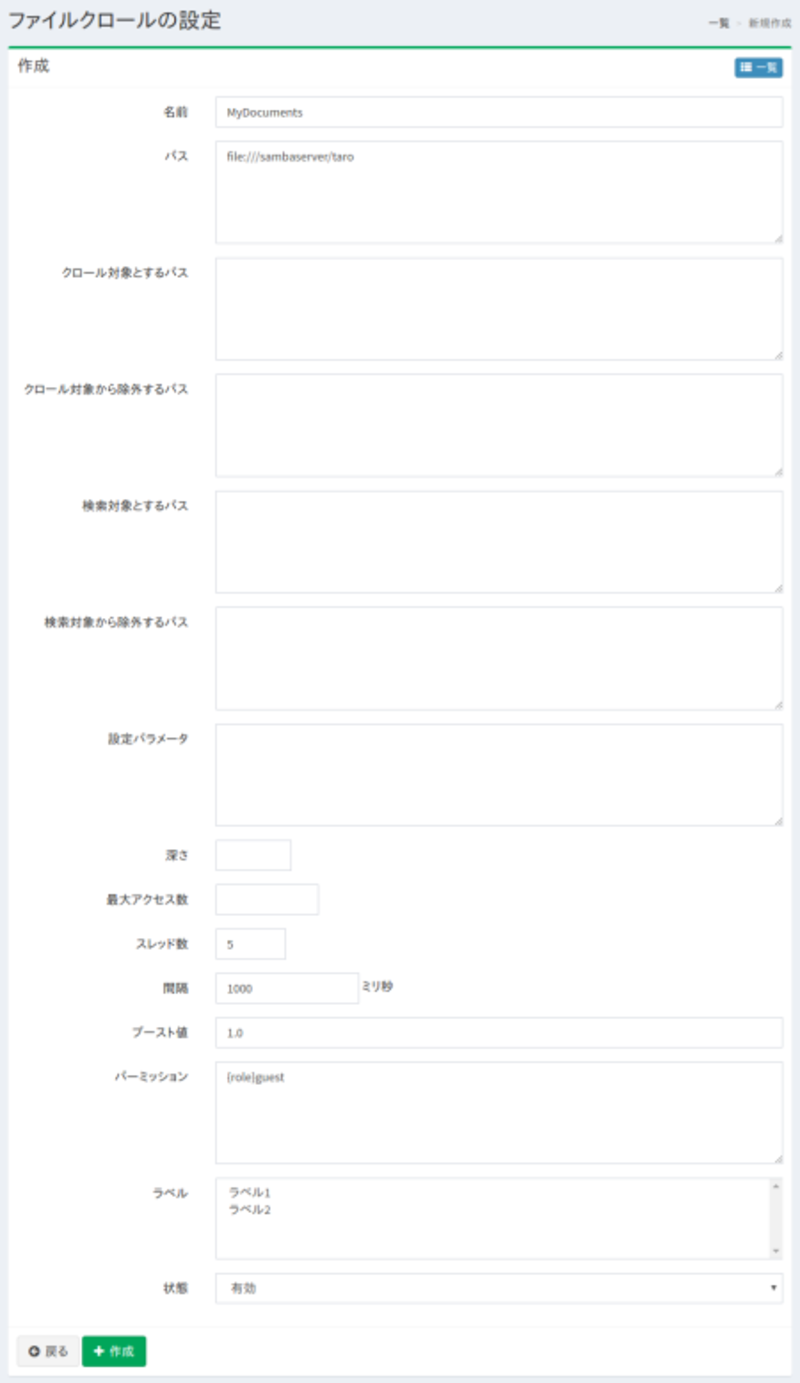 ファイルクロールの設定
一覧 - 新規作成
作成
一覧
名前 MyDocuments
パス file:///sambaserver/taro
クロール対象とするパス
クロール対象から除外するパス
検索対象とするパス
検索対象から除外するパス
設定パラメータ
深さ
最大アクセス数
スレッド数 5
間隔 1000 ミリ秒
ブースト値 1.0
パーミッション {role}guest
ラベル ラベル1
ラベル2
状態 有効
戻る 作成